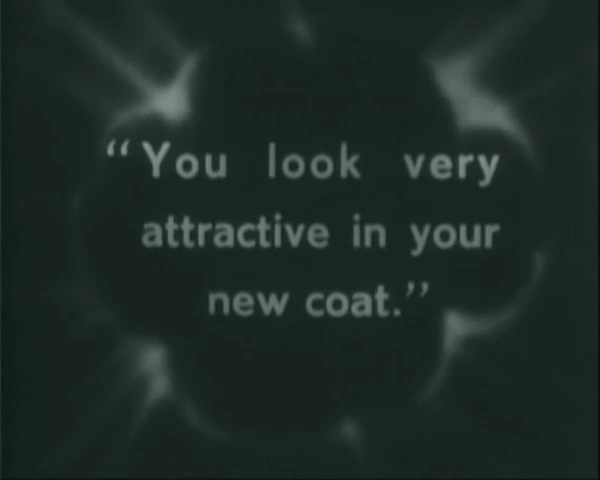 “You look very
attractive in your
new coat.”